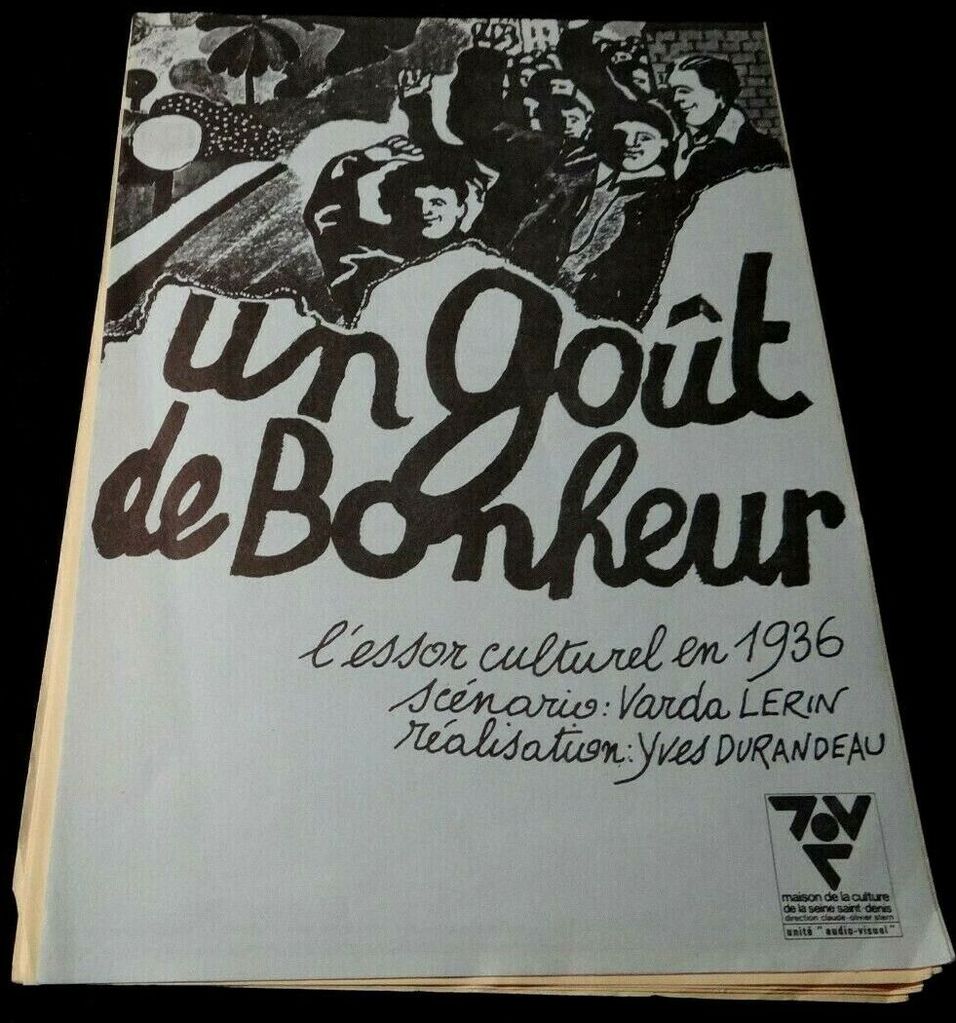 un goût
de Bonheur
l'essor culturel en 1936
scénario: Varda LERIN
réalisation: Yves DURANDEAU
maison de la culture
de la seine saint-denis
direction claude-olivier stern
unité "audio-visuel"